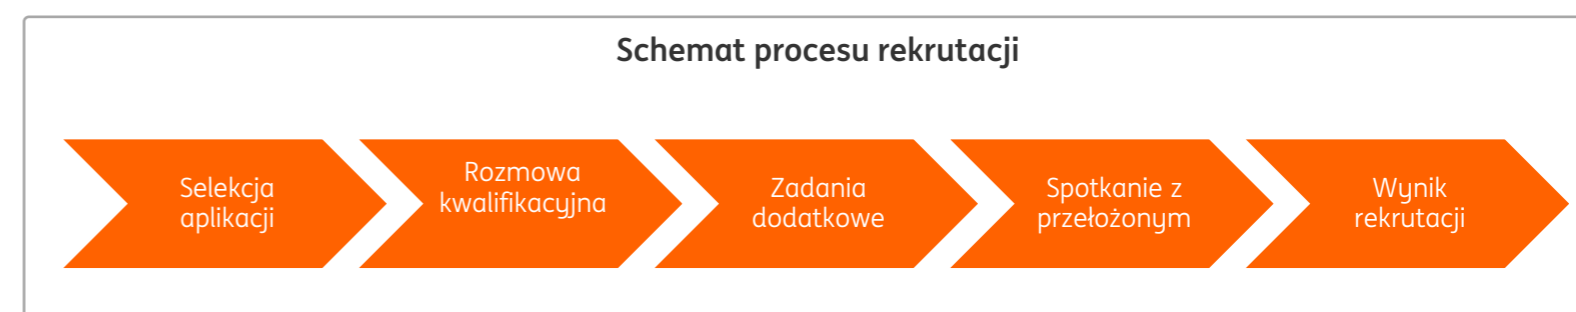 Schemat procesu rekrutacji
Selekcja
aplikacji
Rozmowa
kwalifikacyjna
Zadania
dodatkowe
Spotkanie z
przełożonym
Wynik
rekrutacji